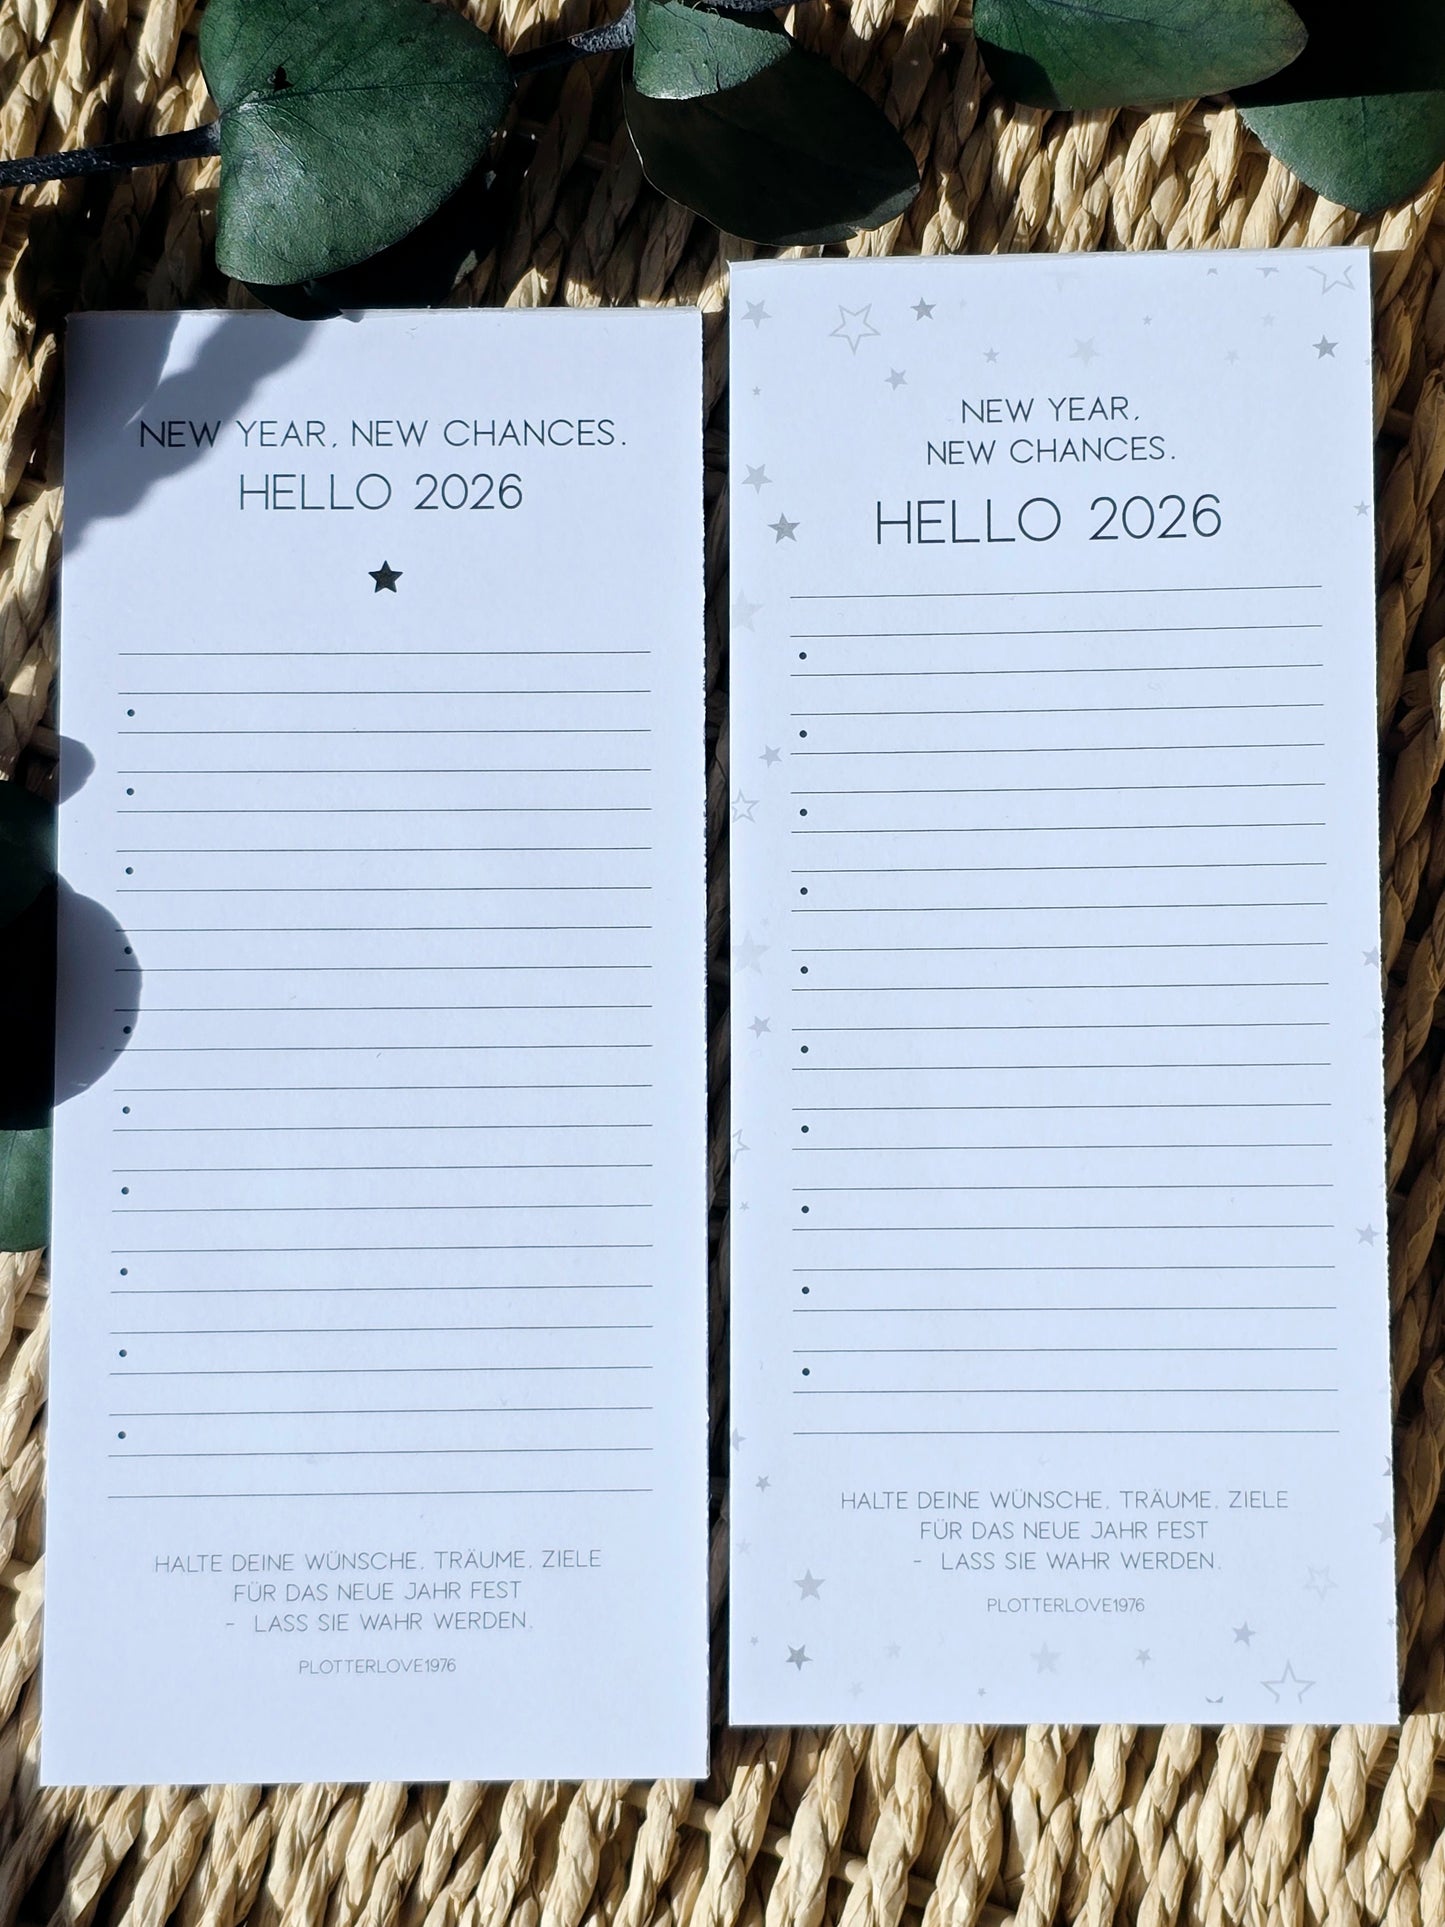 NEW YEAR, NEW CHANCES.
HELLO 2026
HALTE DEINE WÜNSCHE, TRÄUME, ZIELE
FÜR DAS NEUE JAHR FEST
- LASS SIE WAHR WERDEN.
PLOTTERLOVE1976
NEW YEAR,
NEW CHANCES.
HELLO 2026
HALTE DEINE WÜNSCHE, TRÄUME, ZIELE
FÜR DAS NEUE JAHR FEST
- LASS SIE WAHR WERDEN.
PLOTTERLOVE1976